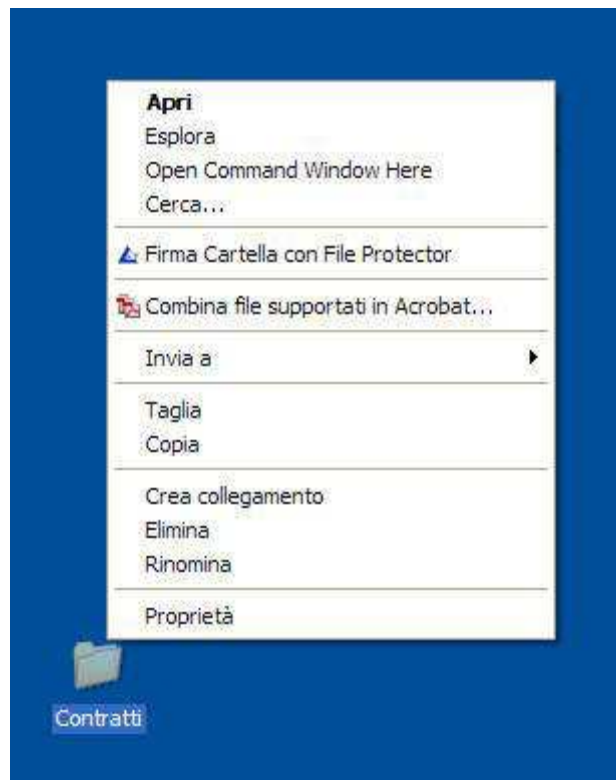 Apri
Esplora
Open Command Window Here
Cerca...
Firma Cartella con File Protector
Combina file supportati in Acrobat...
Invia a
Taglia
Copia
Crea collegamento
Elimina
Rinomina
Proprietà
Contratti